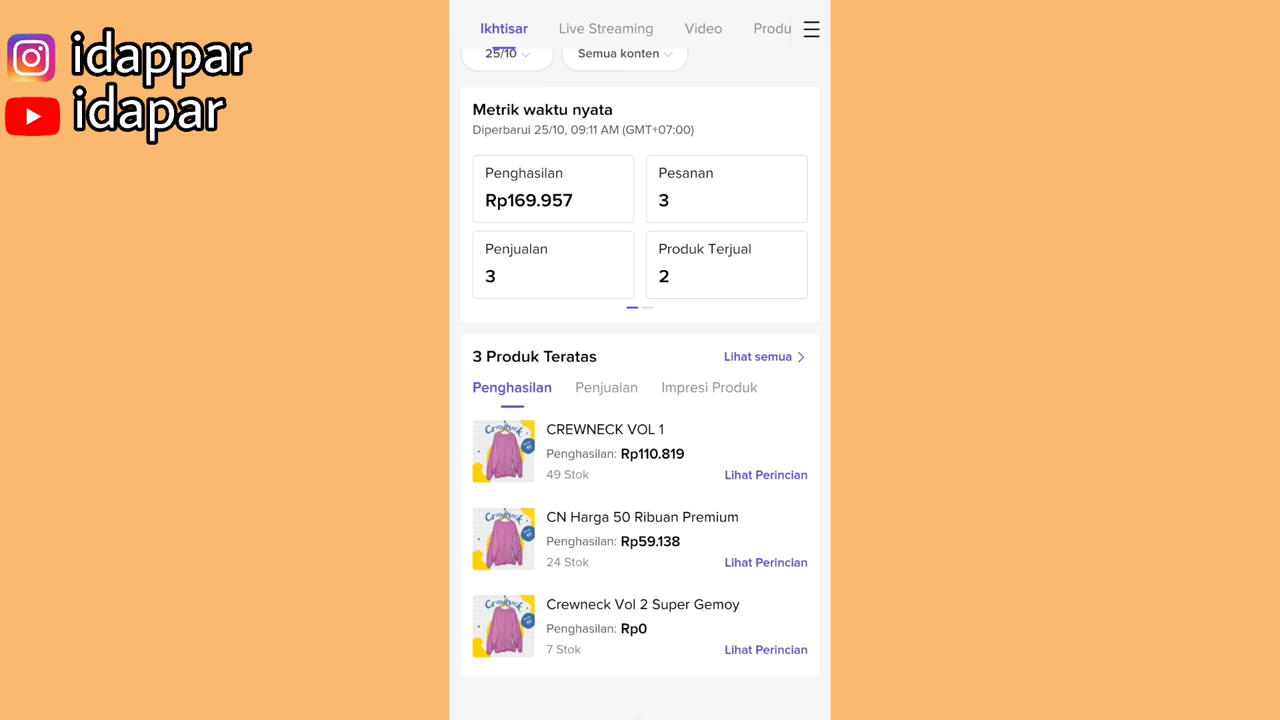 idappar
idapar
Ikhtisar Live Streaming Video Produ
25/10 Semua konten
Metrik waktu nyata
Diperbarui 25/10, 09:11 AM (GMT+07:00)
Penghasilan Pesanan
Rp169.957 3
Penjualan Produk Terjual
3 2
3 Produk Teratas Lihat semua
Penghasilan Penjualan Impresi Produk
Crewneck
CREWNECK VOL 1
Penghasilan: Rp110.819
49 Stok Lihat Perincian
Crewneck
CN Harga 50 Ribuan Premium
Penghasilan: Rp59.138
24 Stok Lihat Perincian
Crewneck
Crewneck Vol 2 Super Gemoy
Penghasilan: Rp0
7 Stok Lihat Perincian